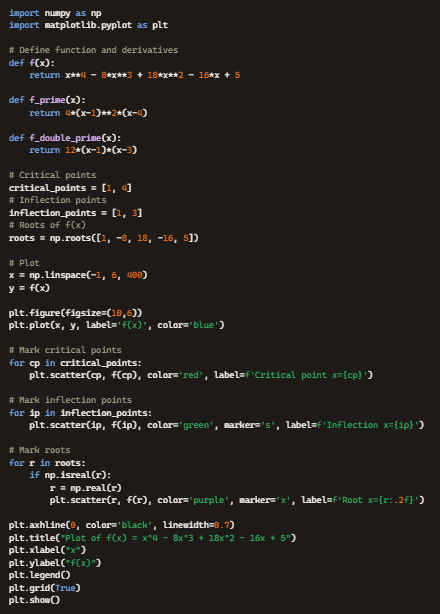 import numpy as np
import matplotlib.pyplot as plt

# Define function and derivatives
def f(x):
    return x**4 - 8*x**3 + 18*x**2 - 16*x + 5

def f_prime(x):
    return 4*(x-1)**2*(x-4)

def f_double_prime(x):
    return 12*(x-1)*(x-3)

# Critical points
critical_points = [1, 4]
# Inflection points
inflection_points = [1, 3]
# Roots of f(x)
roots = np.roots([1, -8, 18, -16, 5])

# Plot
x = np.linspace(-1, 6, 400)
y = f(x)

plt.figure(figsize=(10,6))
plt.plot(x, y, label='f(x)', color='blue')

# Mark critical points
for cp in critical_points:
    plt.scatter(cp, f(cp), color='red', label=f'Critical point x={cp}')

# Mark inflection points
for ip in inflection_points:
    plt.scatter(ip, f(ip), color='green', marker='s', label=f'Inflection x={ip}')

# Mark roots
for r in roots:
    if np.isreal(r):
        r = np.real(r)
        plt.scatter(r, f(r), color='purple', marker='x', label=f'Root x={r:.2f}')

plt.axhline(0, color='black', linewidth=0.7)
plt.title("Plot of f(x) = x^4 - 8x^3 + 18x^2 - 16x + 5")
plt.xlabel("x")
plt.ylabel("f(x)")
plt.legend()
plt.grid(True)
plt.show()